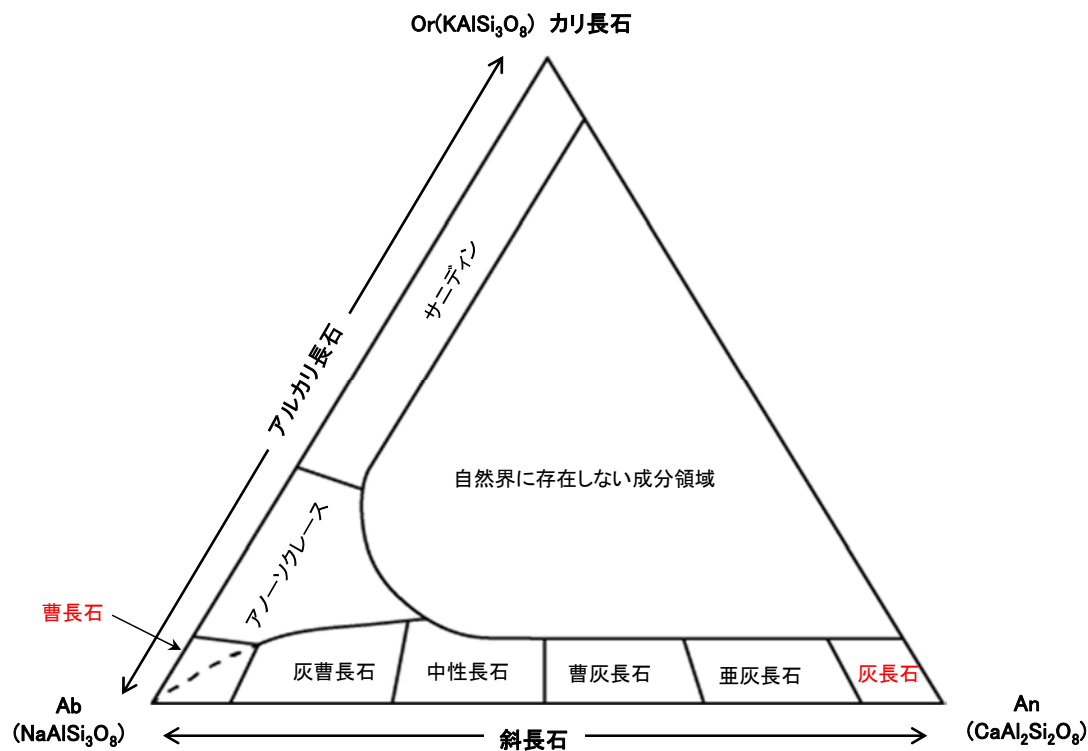 Or(KAlSi₃O₈) カリ長石
サニディン
アルカリ長石
自然界に存在しない成分領域
アノーソクレース
曹長石
灰曹長石
中性長石
曹灰長石
亜灰長石
灰長石
Ab
(NaAlSi₃O₈)
斜長石
An
(CaAl₂Si₂O₈)